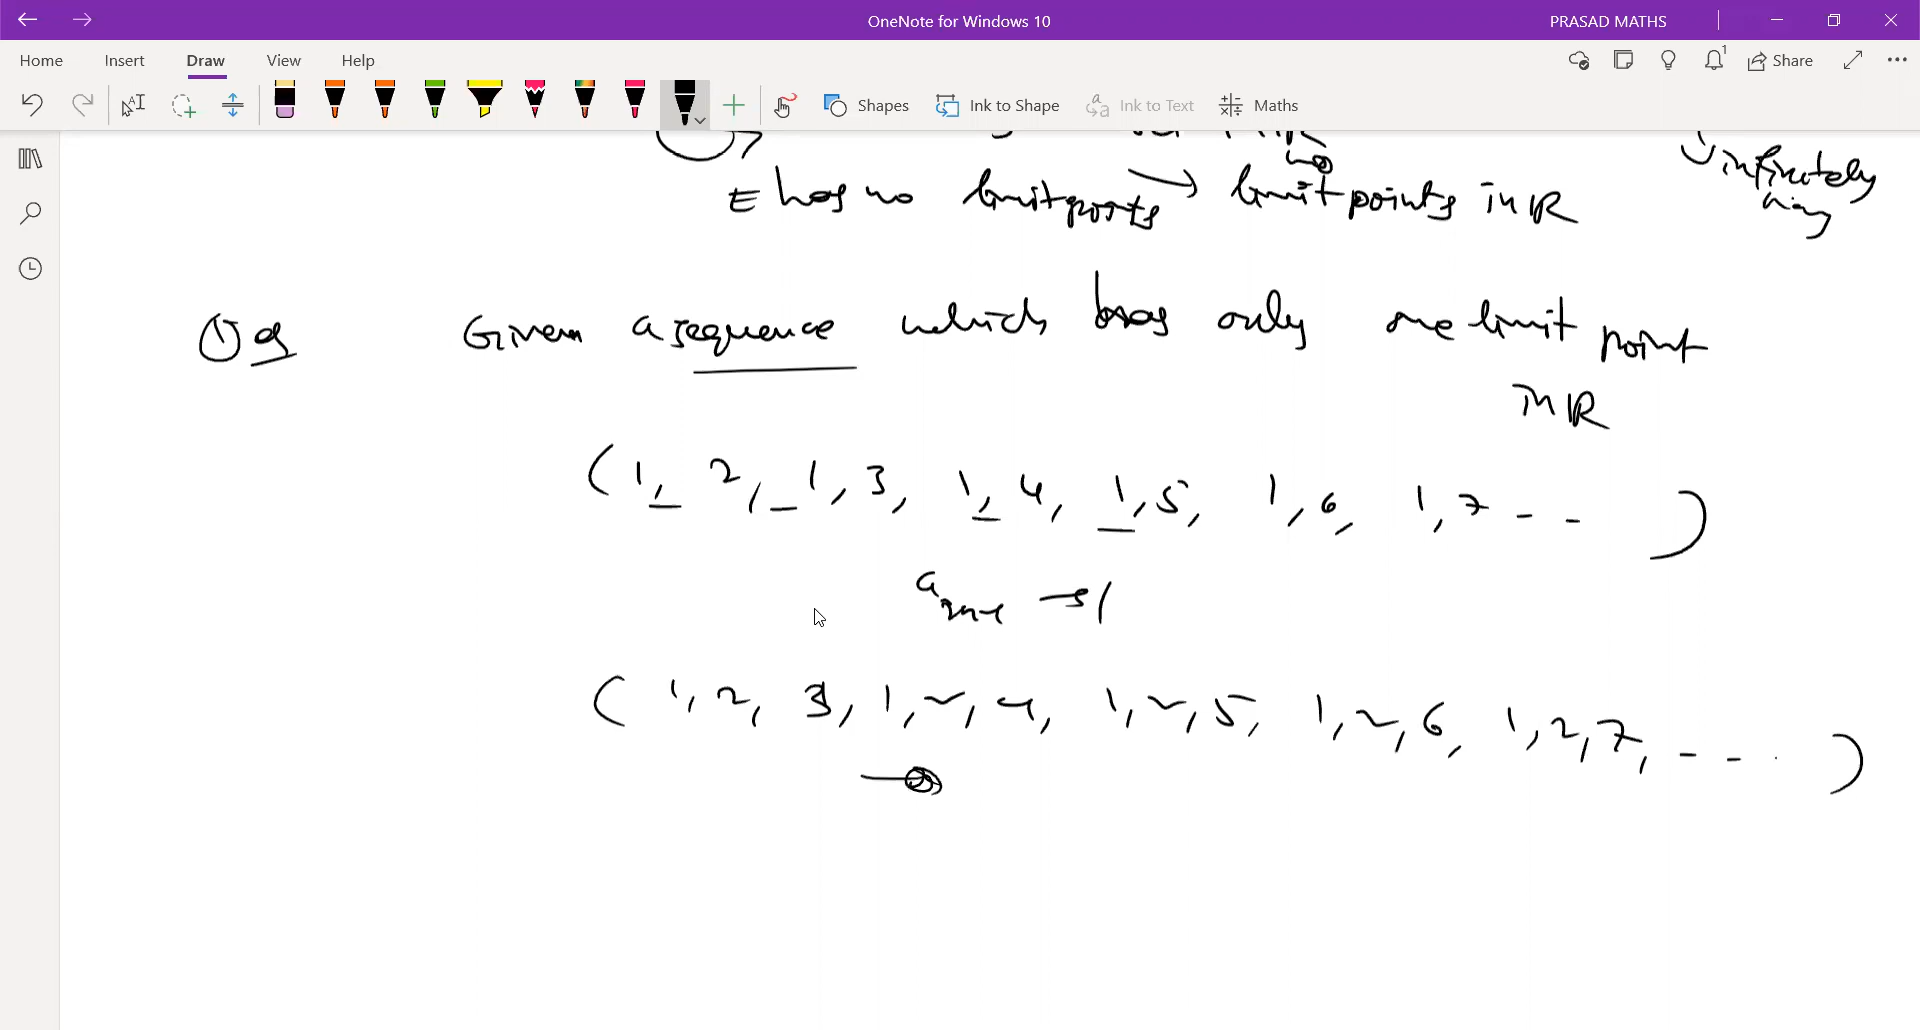 OneNote for Windows 10
PRASAD MATHS
Home Insert Draw View Help
1 Share
Shapes Ink to Shape Ink to Text Maths
infinitely
E has no limit points → limit points in R
many
① eg Given a sequence which has only one limit point
in R
( 1, 2, 1, 3, 1, 4, 1, 5, 1, 6, 1, 7 - - )
a₂ₙ₋₁ → 1
( 1, 2, 3, 1, 2, 4, 1, 2, 5, 1, 2, 6, 1, 2, 7, - - . )